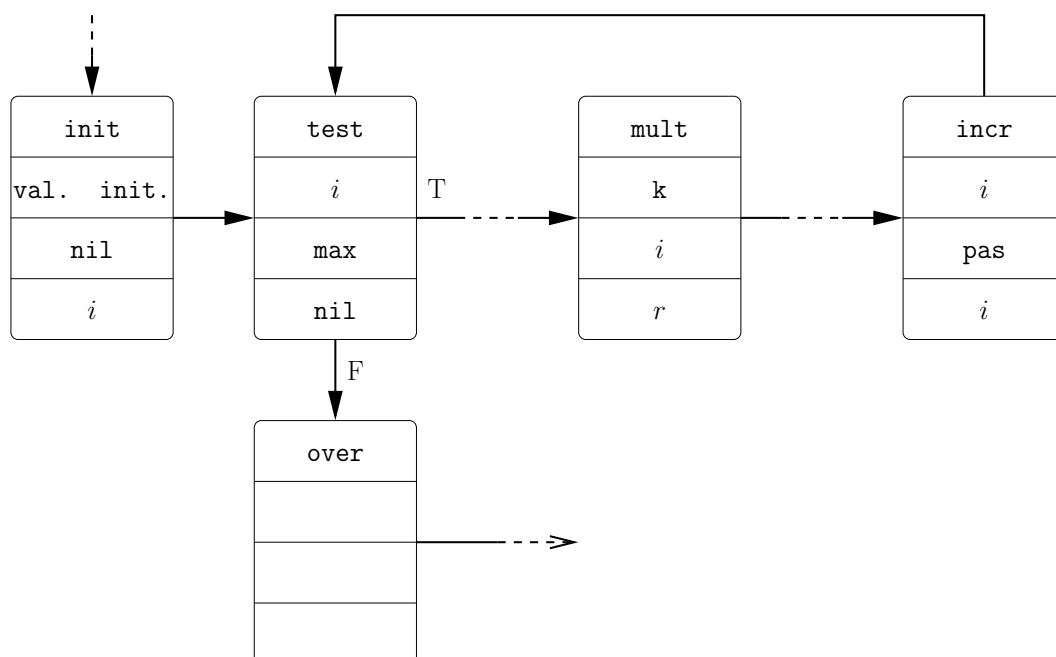 init
val. init.
nil
i
test
i
max
nil
T
F
mult
k
i
r
incr
i
pas
i
over